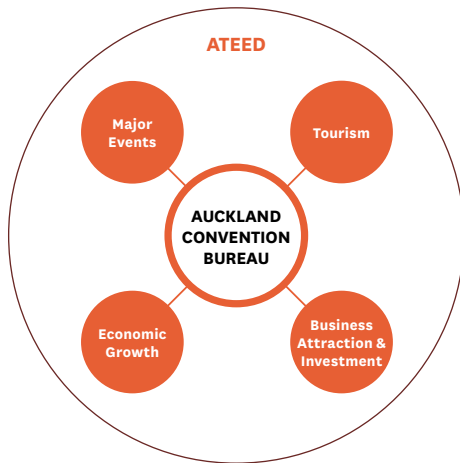 ATEED
Major
Events
Tourism
AUCKLAND
CONVENTION
BUREAU
Economic
Growth
Business
Attraction &
Investment